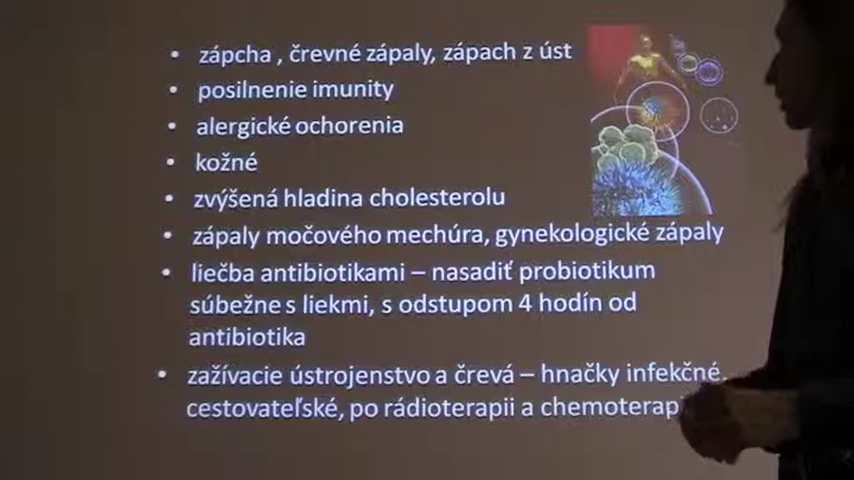 • zápcha , črevné zápaly, zápach z úst
• posilnenie imunity
• alergické ochorenia
• kožné
• zvýšená hladina cholesterolu
• zápaly močového mechúra, gynekologické zápaly
• liečba antibiotikami – nasadiť probiotikum
súbežne s liekmi, s odstupom 4 hodín od
antibiotika
• zažívacie ústrojenstvo a črevá – hnačky infekčné,
cestovateľské, po rádioterapii a